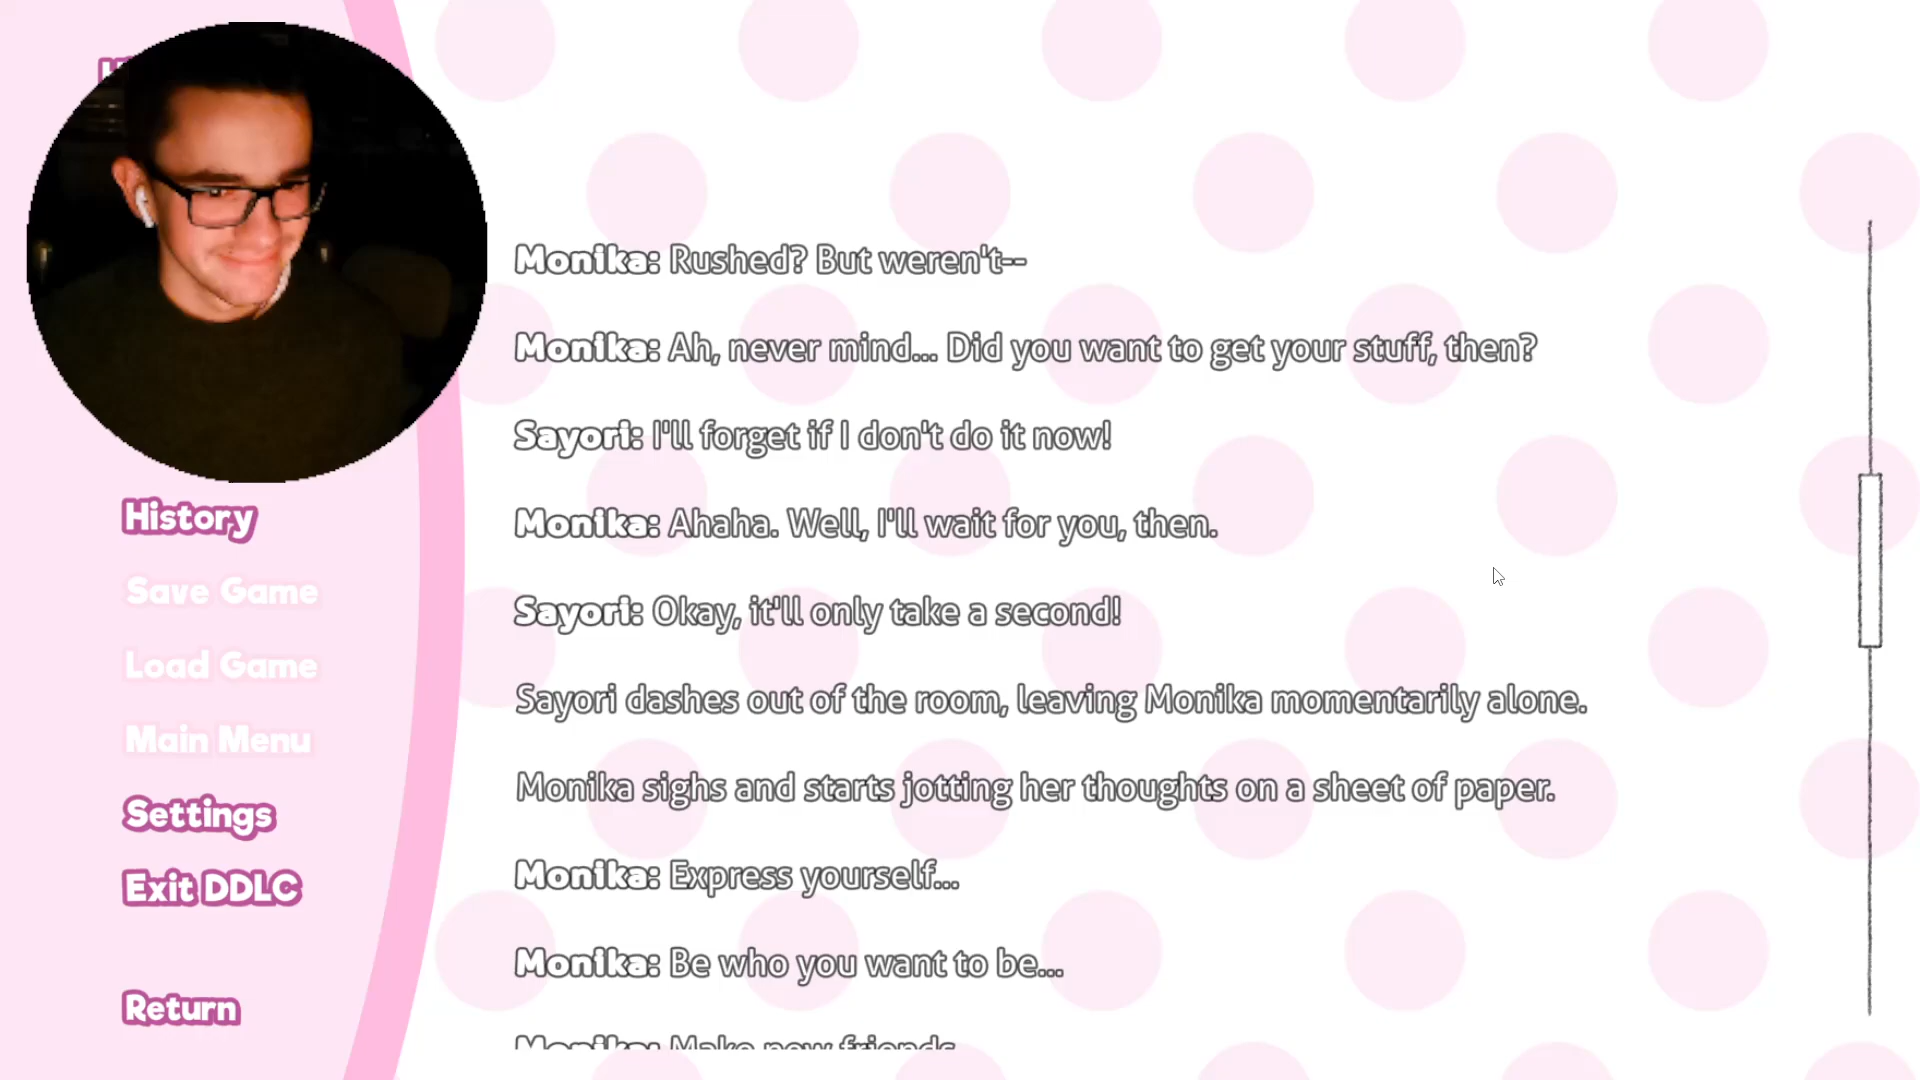 History
Save Game
Load Game
Main Menu
Settings
Exit DDLC
Return
Monika: Rushed? But weren't--
Monika: Ah, never mind... Did you want to get your stuff, then?
Sayori: I'll forget if I don't do it now!
Monika: Ahaha. Well, I'll wait for you, then.
Sayori: Okay, it'll only take a second!
Sayori dashes out of the room, leaving Monika momentarily alone.
Monika sighs and starts jotting her thoughts on a sheet of paper.
Monika: Express yourself...
Monika: Be who you want to be...
Monika: Make new friends